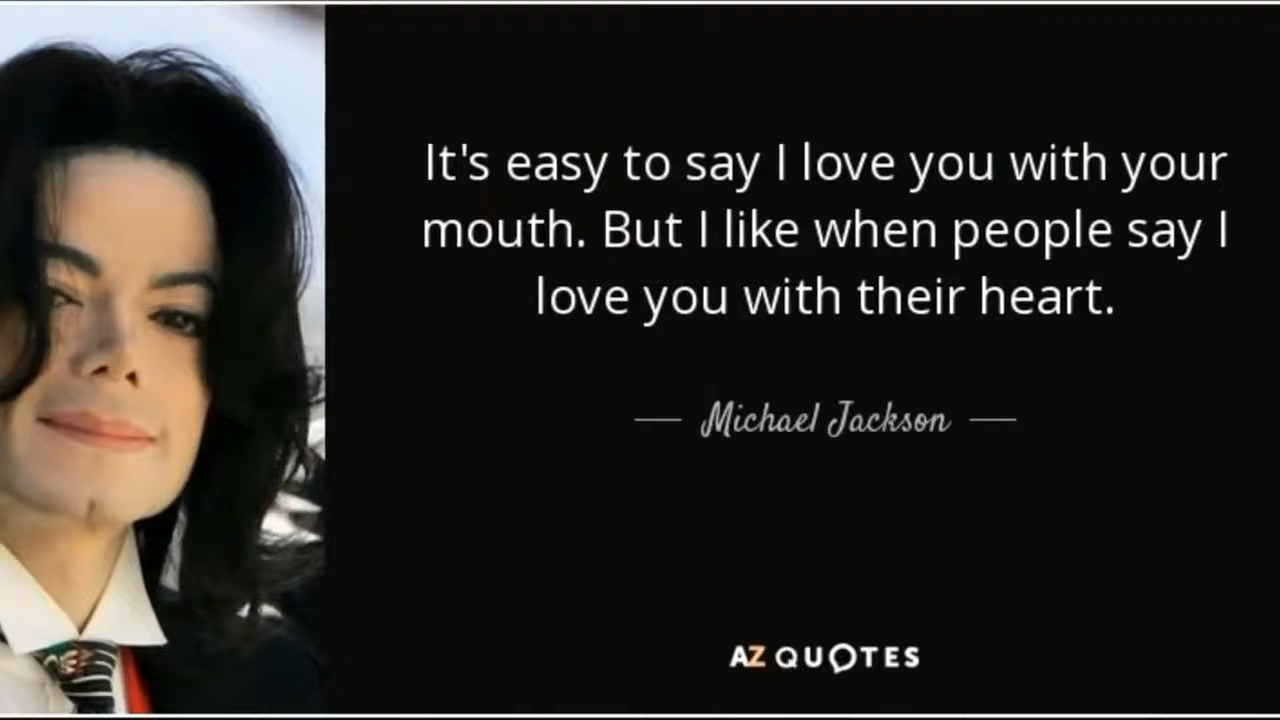 It's easy to say I love you with your
mouth. But I like when people say I
love you with their heart.
Michael Jackson
AZ QUOTES